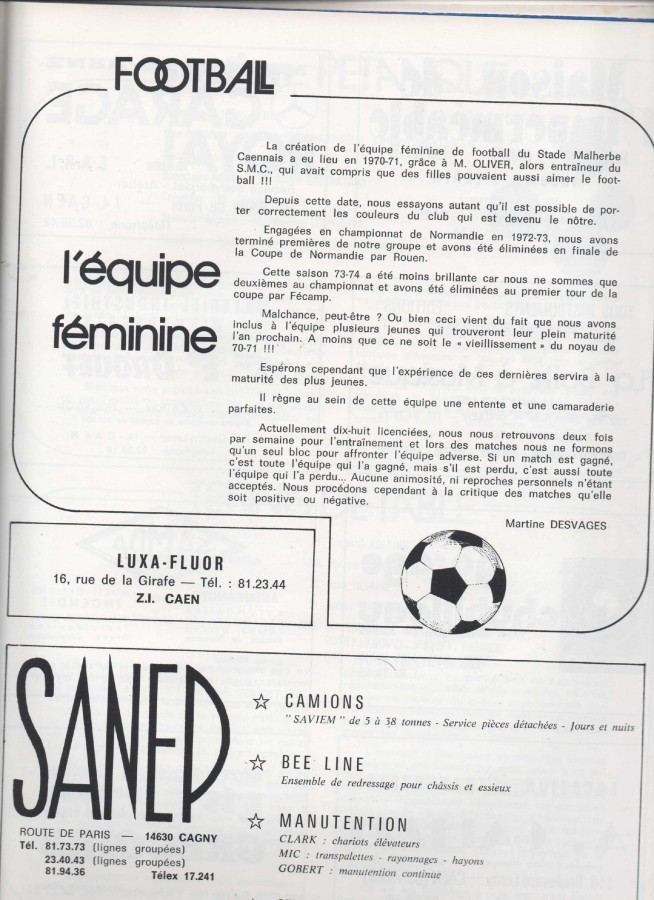 FOOTBALL
l'équipe
féminine
La création de l'équipe féminine de football du Stade Malherbe
Caennais a eu lieu en 1970-71, grâce à M. OLIVER, alors entraîneur du
S.M.C., qui avait compris que des filles pouvaient aussi aimer le foot-
ball !!!
Depuis cette date, nous essayons autant qu'il est possible de por-
ter correctement les couleurs du club qui est devenu le nôtre.
Engagées en championnat de Normandie en 1972-73, nous avons
terminé premières de notre groupe et avons été éliminées en finale de
la Coupe de Normandie par Rouen.
Cette saison 73-74 a été moins brillante car nous ne sommes que
deuxièmes au championnat et avons été éliminées au premier tour de la
coupe par Fécamp.
Malchance, peut-être ? Ou bien ceci vient du fait que nous avons
inclus à l'équipe plusieurs jeunes qui trouveront leur plein maturité
l'an prochain. A moins que ce ne soit le « vieillissement » du noyau de
70-71 !!!
Espérons cependant que l'expérience de ces dernières servira à la
maturité des plus jeunes.
Il règne au sein de cette équipe une entente et une camaraderie
parfaites.
Actuellement dix-huit licenciées, nous nous retrouvons deux fois
par semaine pour l'entraînement et lors des matches nous ne formons
qu'un seul bloc pour affronter l'équipe adverse. Si un match est gagné,
c'est toute l'équipe qui l'a gagné, mais s'il est perdu, c'est aussi toute
l'équipe qui l'a perdu... Aucune animosité, ni reproches personnels n'étant
acceptés. Nous procédons cependant à la critique des matches qu'elle
soit positive ou négative.
Martine DESVAGES
LUXA-FLUOR
16, rue de la Girafe — Tél. : 81.23.44
Z.I. CAEN
SANEP
ROUTE DE PARIS — 14630 CAGNY
Tél. 81.73.73 (lignes groupées)
23.40.43 (lignes groupées)
81.94.36 Télex 17.241
☆ CAMIONS
"SAVIEM" de 5 à 38 tonnes - Service pièces détachées - Jours et nuits
☆ BEE LINE
Ensemble de redressage pour châssis et essieux
☆ MANUTENTION
CLARK : chariots élévateurs
MIC : transpalettes - rayonnages - hayons
GOBERT : manutention continue